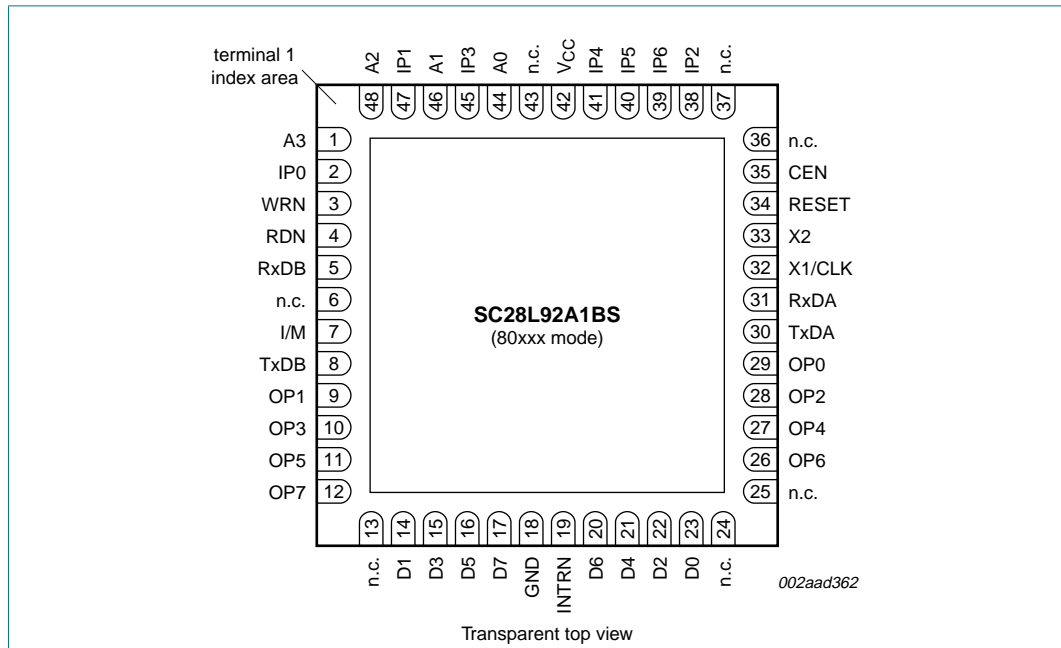 terminal 1
index area
A2 IP1 A1 IP3 A0 n.c. VCC IP4 IP5 IP6 IP2 n.c.
48 47 46 45 44 43 42 41 40 39 38 37
A3 1 36 n.c.
IP0 2 35 CEN
WRN 3 34 RESET
RDN 4 33 X2
RxDB 5 32 X1/CLK
n.c. 6 31 RxDA
I/M 7 30 TxDA
TxDB 8 29 OP0
OP1 9 28 OP2
OP3 10 27 OP4
OP5 11 26 OP6
OP7 12 25 n.c.
SC28L92A1BS
(80xxx mode)
13 14 15 16 17 18 19 20 21 22 23 24
n.c. D1 D3 D5 D7 GND INTRN D6 D4 D2 D0 n.c.
002aad362
Transparent top view